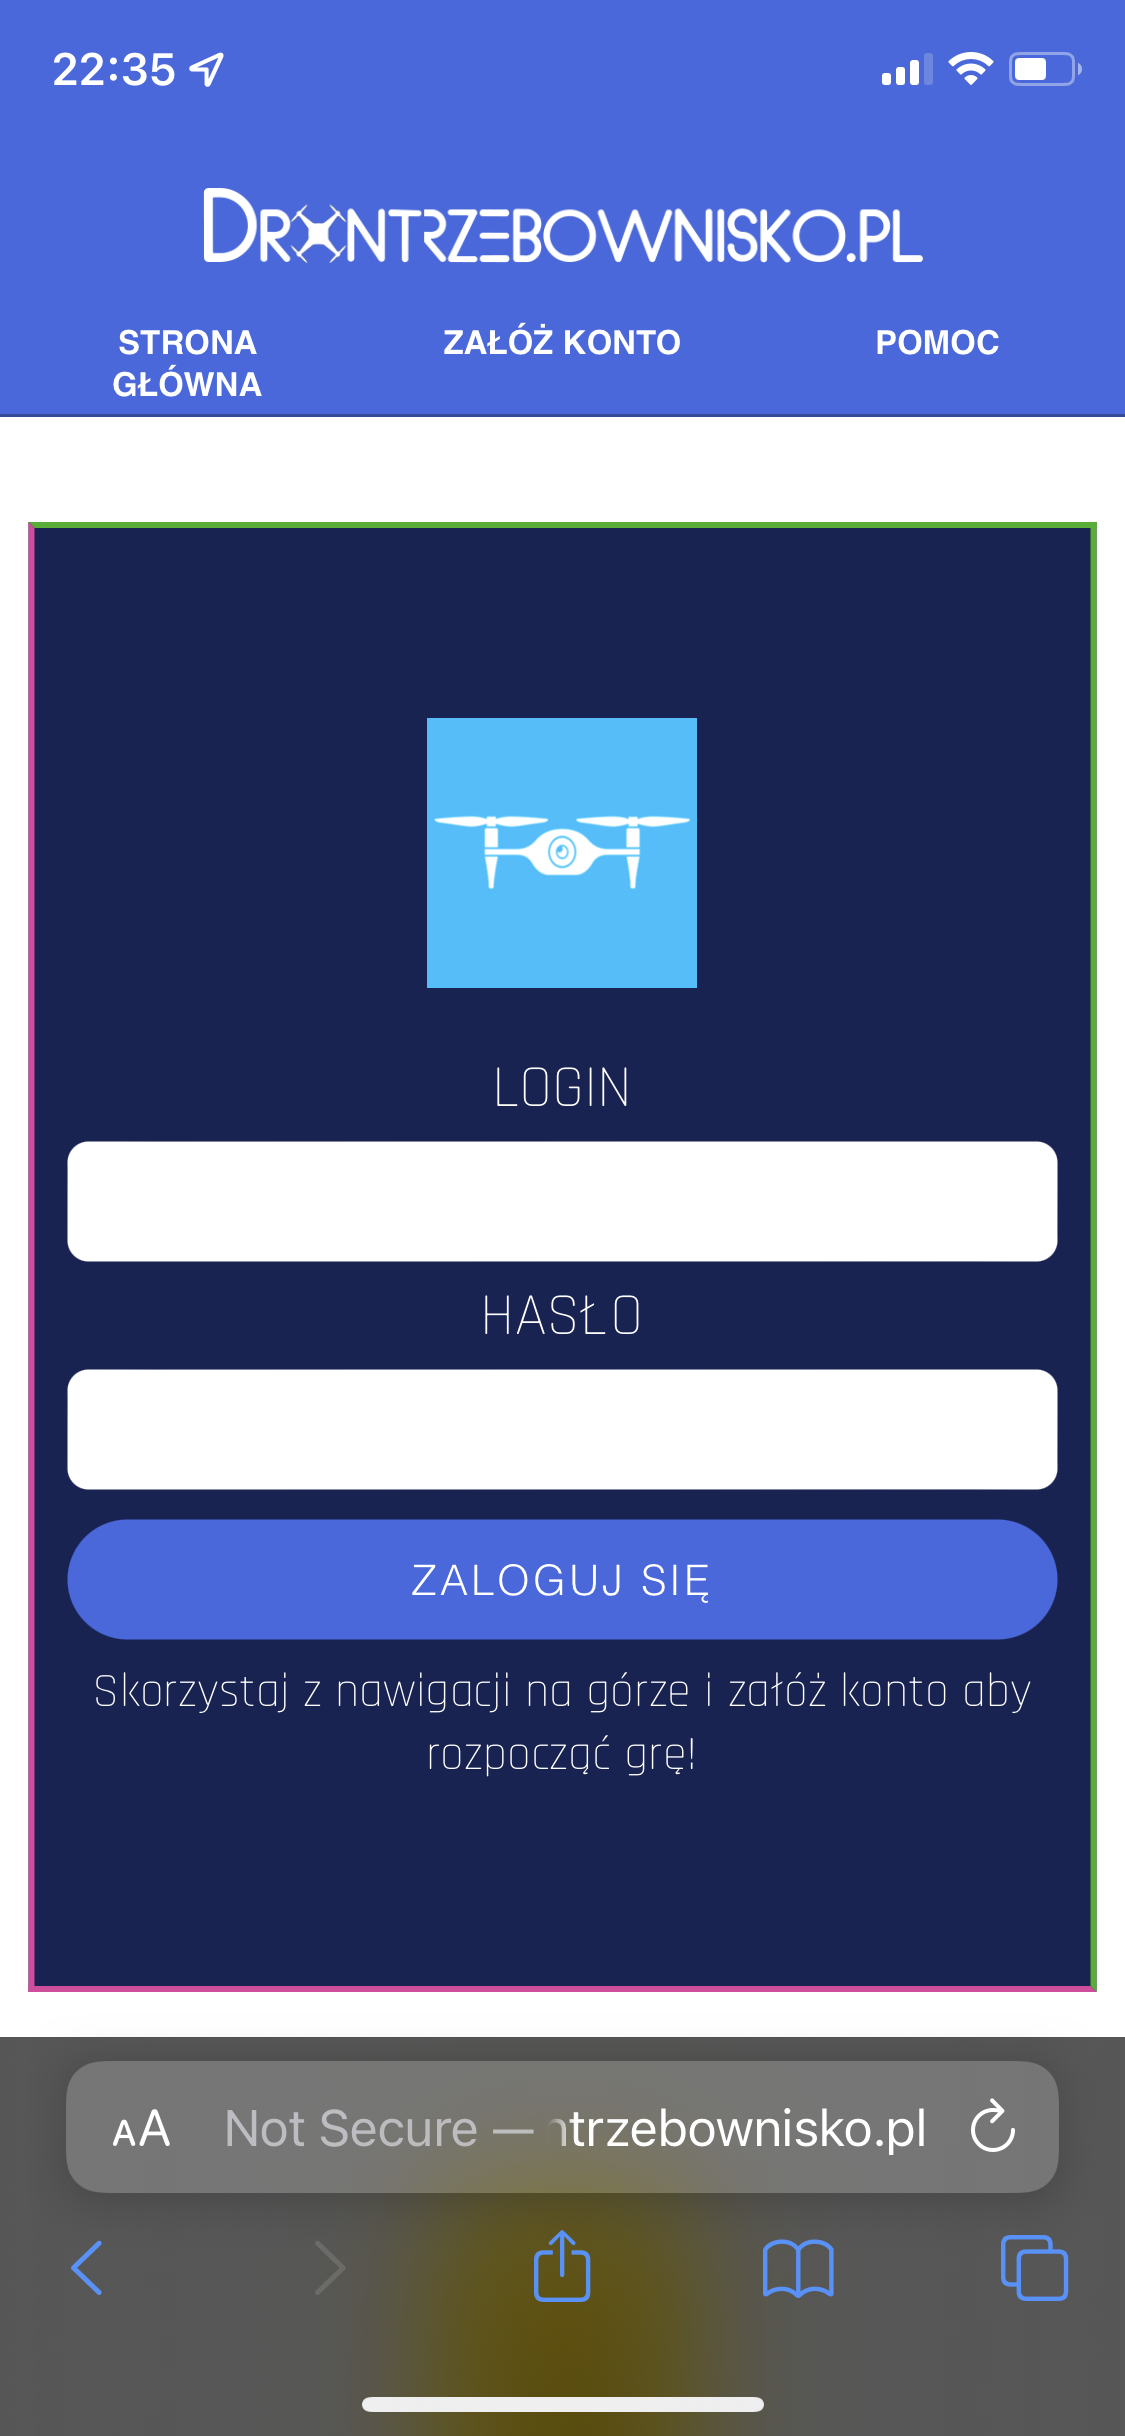 22:35
DRONTRZEBOWNISKO.PL
STRONA GŁÓWNA
ZAŁÓŻ KONTO
POMOC
LOGIN
HASŁO
ZALOGUJ SIĘ
Skorzystaj z nawigacji na górze i załóż konto aby
rozpocząć grę!
AA Not Secure — ntrzebownisko.pl